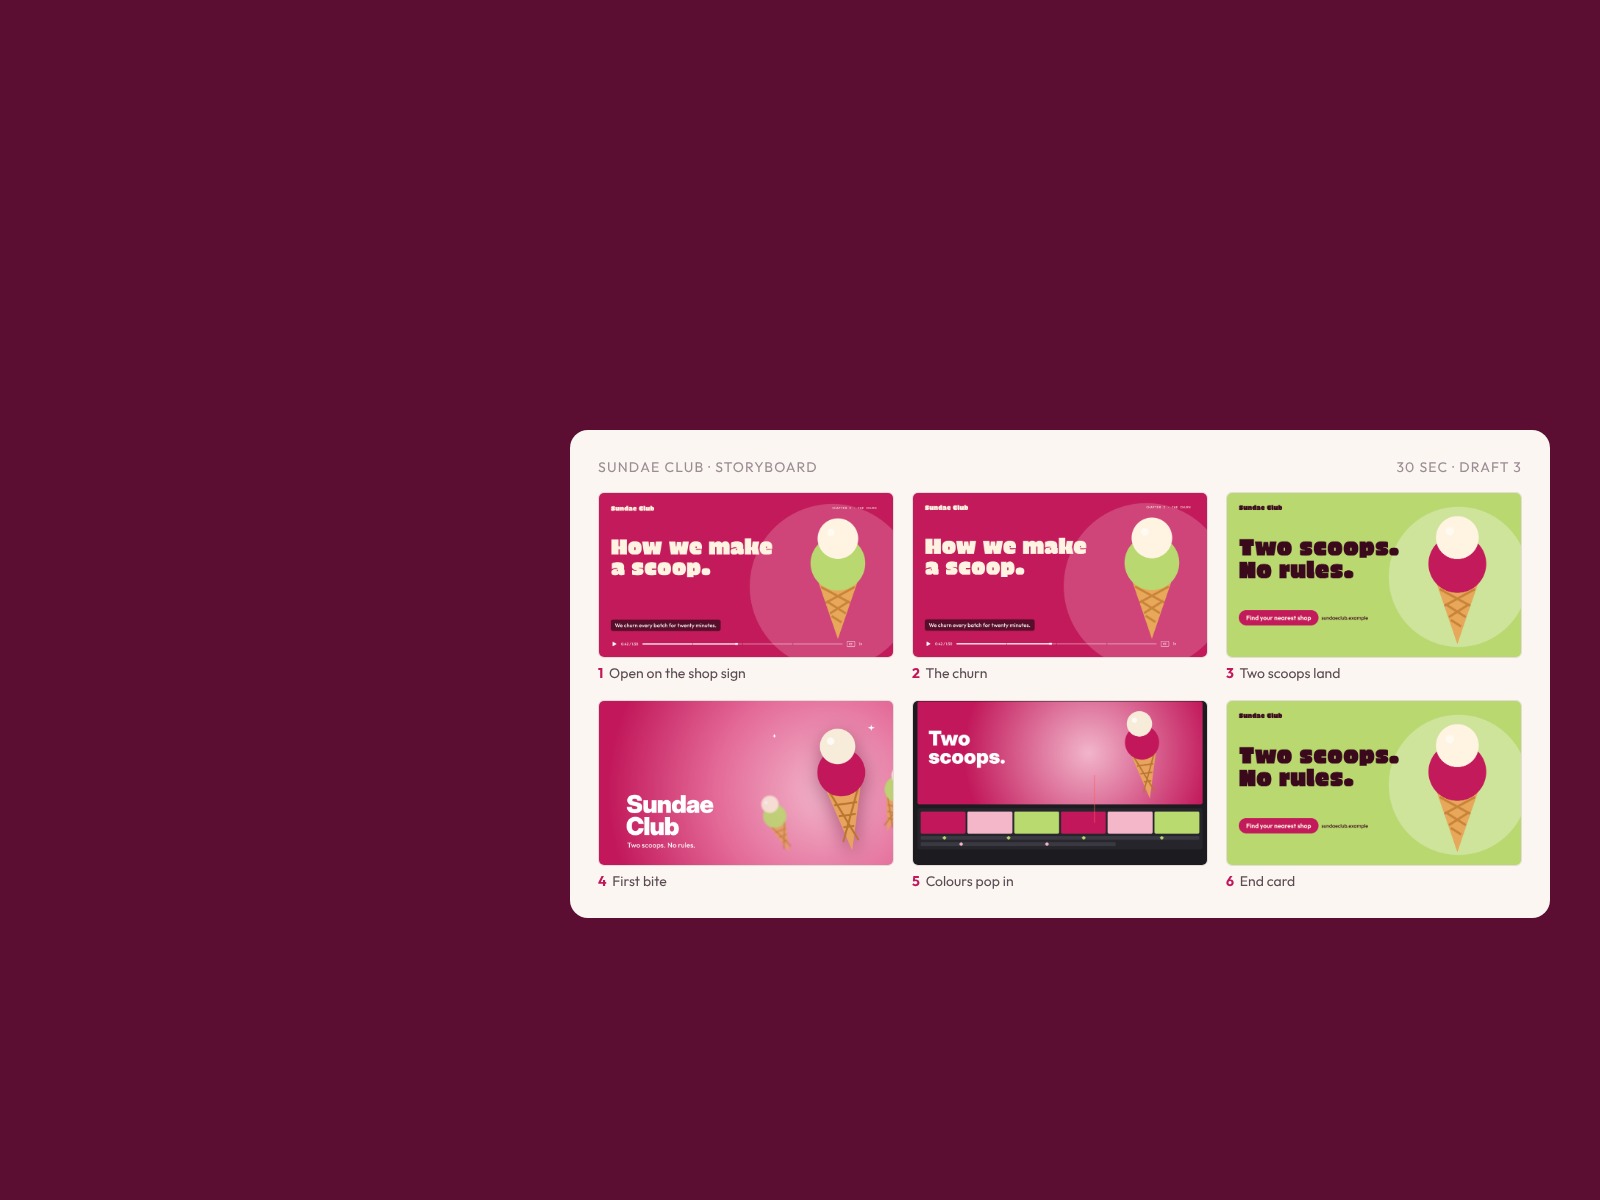 SUNDAE CLUB · STORYBOARD
30 SEC · DRAFT 3
Sundae Club
How we make
a scoop.
We churn every batch for twenty minutes.
1 Open on the shop sign
Sundae Club
How we make
a scoop.
We churn every batch for twenty minutes.
2 The churn
Sundae Club
Two scoops.
No rules.
Find your nearest shop
sundaeclub.example
3 Two scoops land
Sundae
Club
Two scoops. No rules.
4 First bite
Two
scoops.
5 Colours pop in
Sundae Club
Two scoops.
No rules.
Find your nearest shop
sundaeclub.example
6 End card